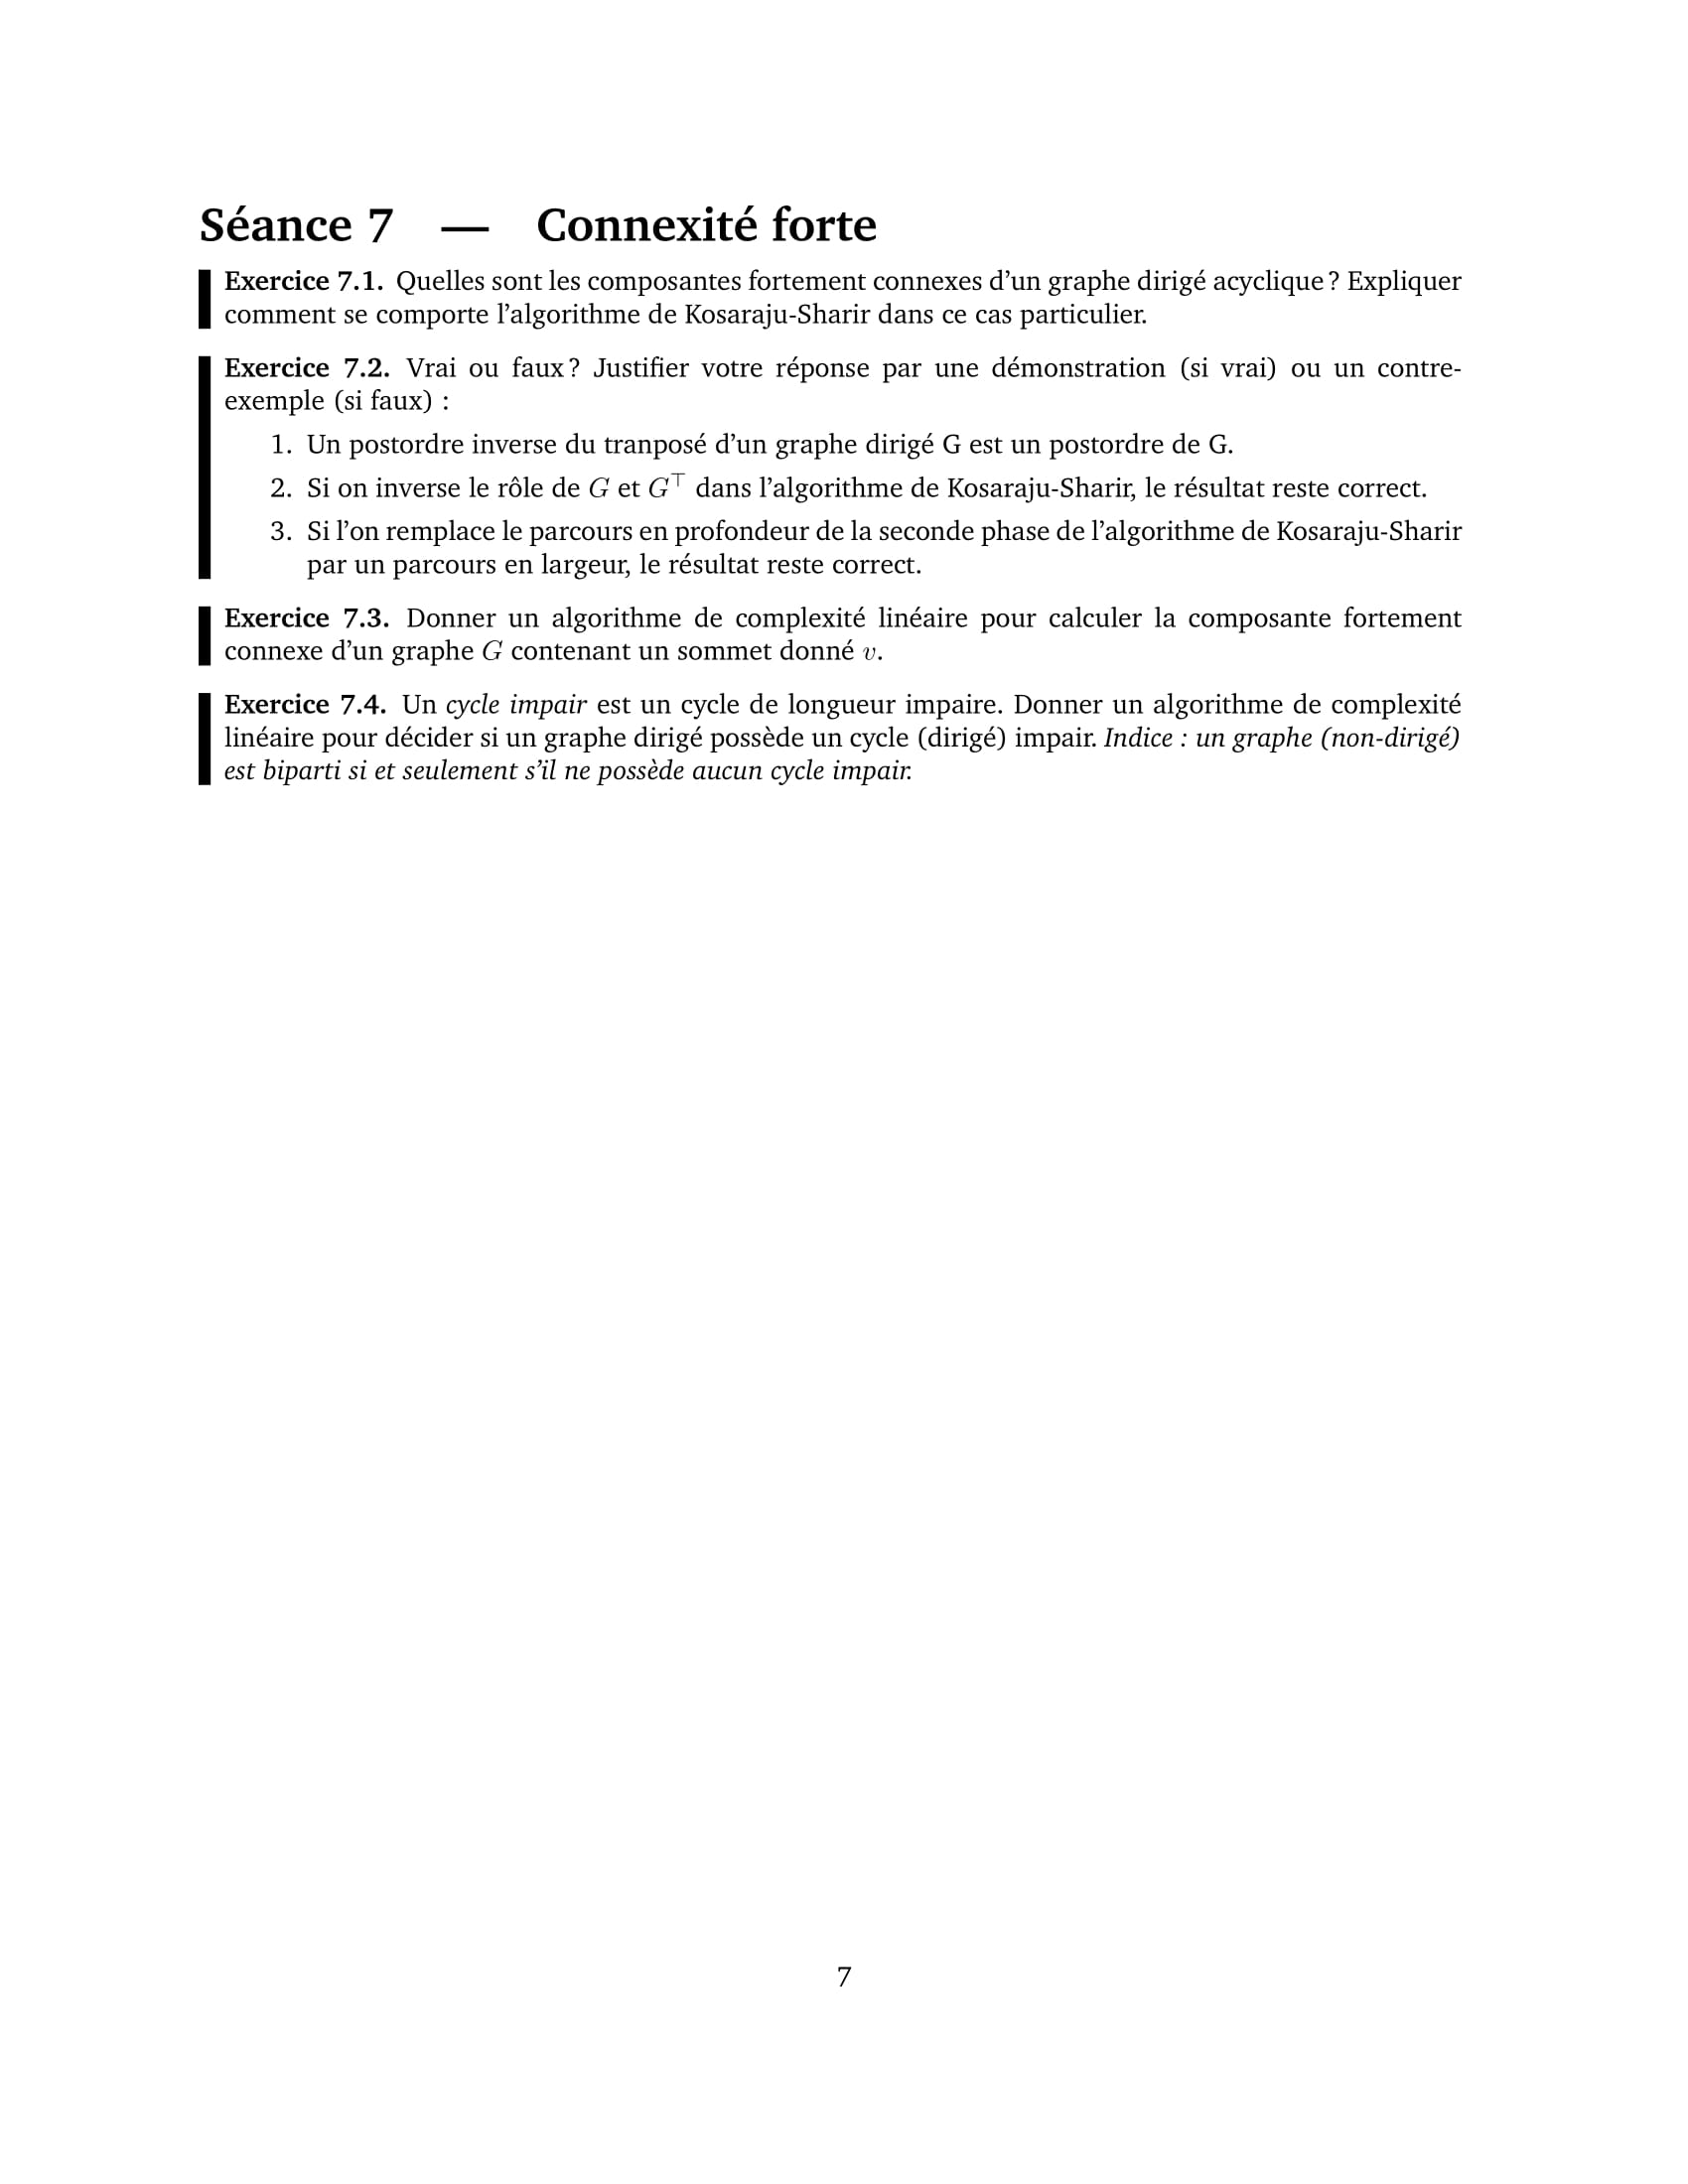 Séance 7 — Connexité forte
Exercice 7.1. Quelles sont les composantes fortement connexes d'un graphe dirigé acyclique ? Expliquer
comment se comporte l'algorithme de Kosaraju-Sharir dans ce cas particulier.
Exercice 7.2. Vrai ou faux ? Justifier votre réponse par une démonstration (si vrai) ou un contre-
exemple (si faux) :
1. Un postordre inverse du tranposé d'un graphe dirigé G est un postordre de G.
2. Si on inverse le rôle de G et G⊤ dans l'algorithme de Kosaraju-Sharir, le résultat reste correct.
3. Si l'on remplace le parcours en profondeur de la seconde phase de l'algorithme de Kosaraju-Sharir
par un parcours en largeur, le résultat reste correct.
Exercice 7.3. Donner un algorithme de complexité linéaire pour calculer la composante fortement
connexe d'un graphe G contenant un sommet donné v.
Exercice 7.4. Un cycle impair est un cycle de longueur impaire. Donner un algorithme de complexité
linéaire pour décider si un graphe dirigé possède un cycle (dirigé) impair. Indice : un graphe (non-dirigé)
est biparti si et seulement s'il ne possède aucun cycle impair.
7